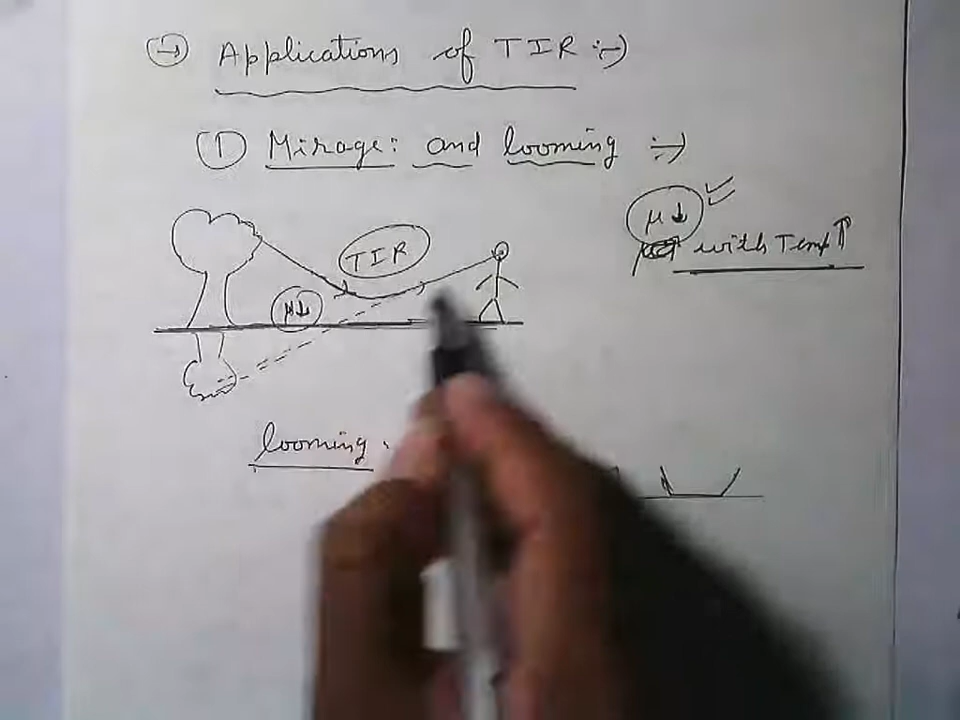 → Applications of TIR :→
① Mirage: and looming :→
μ↓
with Temp↑
TIR
μ↓
looming